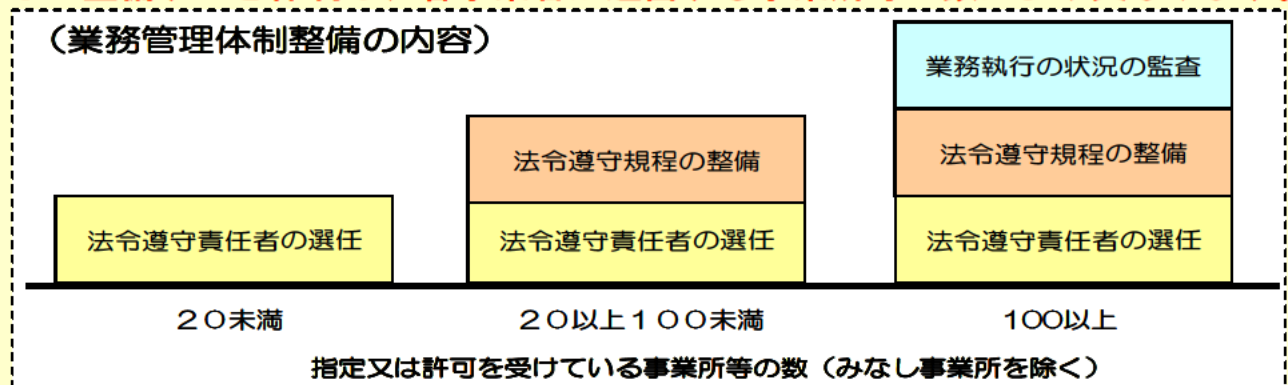 （業務管理体制整備の内容）
業務執行の状況の監査
法令遵守規程の整備
法令遵守規程の整備
法令遵守責任者の選任
法令遵守責任者の選任
法令遵守責任者の選任
２０未満
２０以上１００未満
100以上
指定又は許可を受けている事業所等の数（みなし事業所を除く）